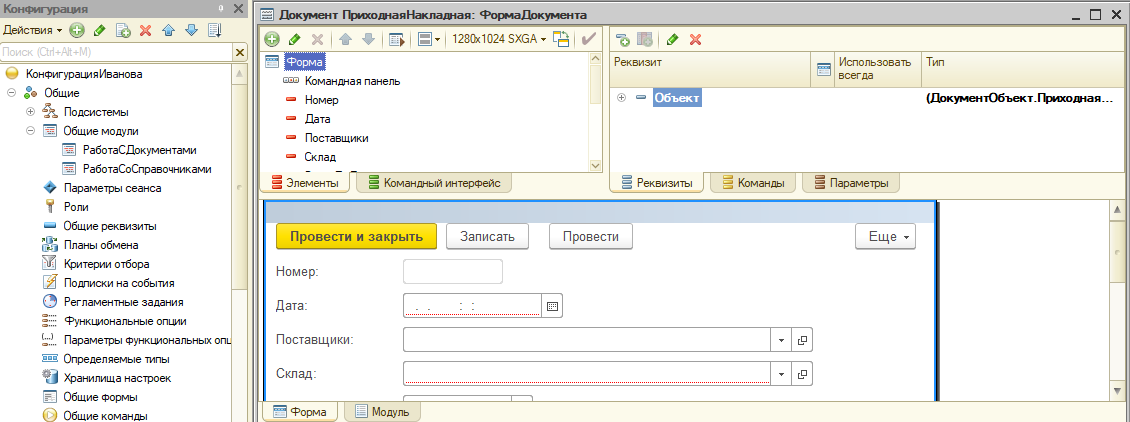 Конфигурация
Действия
Поиск (Ctrl+Alt+M)
КонфигурацияИванова
Общие
Подсистемы
Общие модули
РаботаСДокументами
РаботаСоСправочниками
Параметры сеанса
Роли
Общие реквизиты
Планы обмена
Критерии отбора
Подписки на события
Регламентные задания
Функциональные опции
Параметры функциональных опц
Определяемые типы
Хранилища настроек
Общие формы
Общие команды
Документ ПриходнаяНакладная: ФормаДокумента
1280x1024 SXGA
Форма
Командная панель
Номер
Дата
Поставщики
Склад
Элементы Командный интерфейс
Реквизит Использовать всегда Тип
Объект (ДокументОбъект.Приходная...
Реквизиты Команды Параметры
Провести и закрыть Записать Провести Еще
Номер:
Дата: . . : :
Поставщики:
Склад:
Форма Модуль